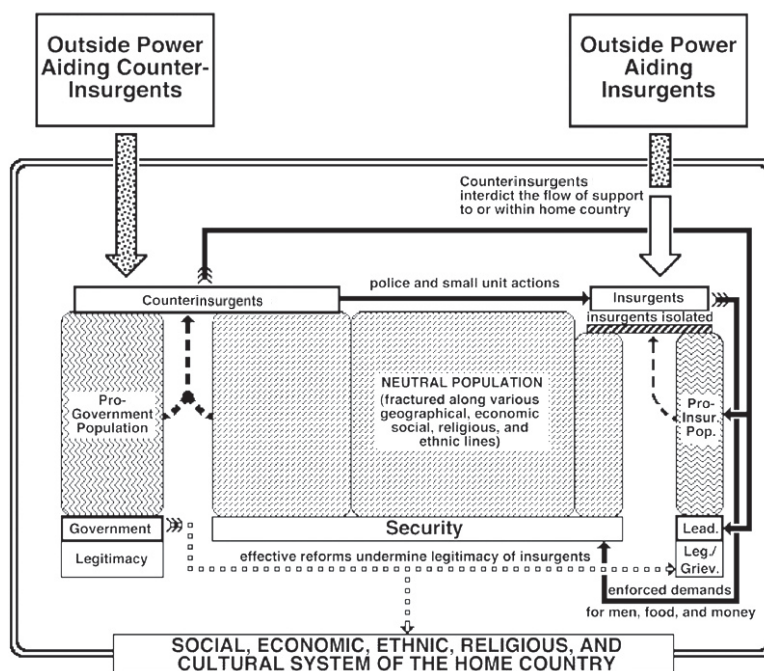 Outside Power
Aiding Counter-
Insurgents
Outside Power
Aiding
Insurgents
Counterinsurgents
interdict the flow of support
to or within home country
police and small unit actions
Counterinsurgents
Insurgents
insurgents isolated
Pro-
Government
Population
NEUTRAL POPULATION
(fractured along various
geographical, economic
social, religious, and
ethnic lines)
Pro-
Insur.
Pop.
Government
Security
Lead.
Legitimacy
effective reforms undermine legitimacy of insurgents
Leg./
Griev.
enforced demands
for men, food, and money
SOCIAL, ECONOMIC, ETHNIC, RELIGIOUS, AND
CULTURAL SYSTEM OF THE HOME COUNTRY